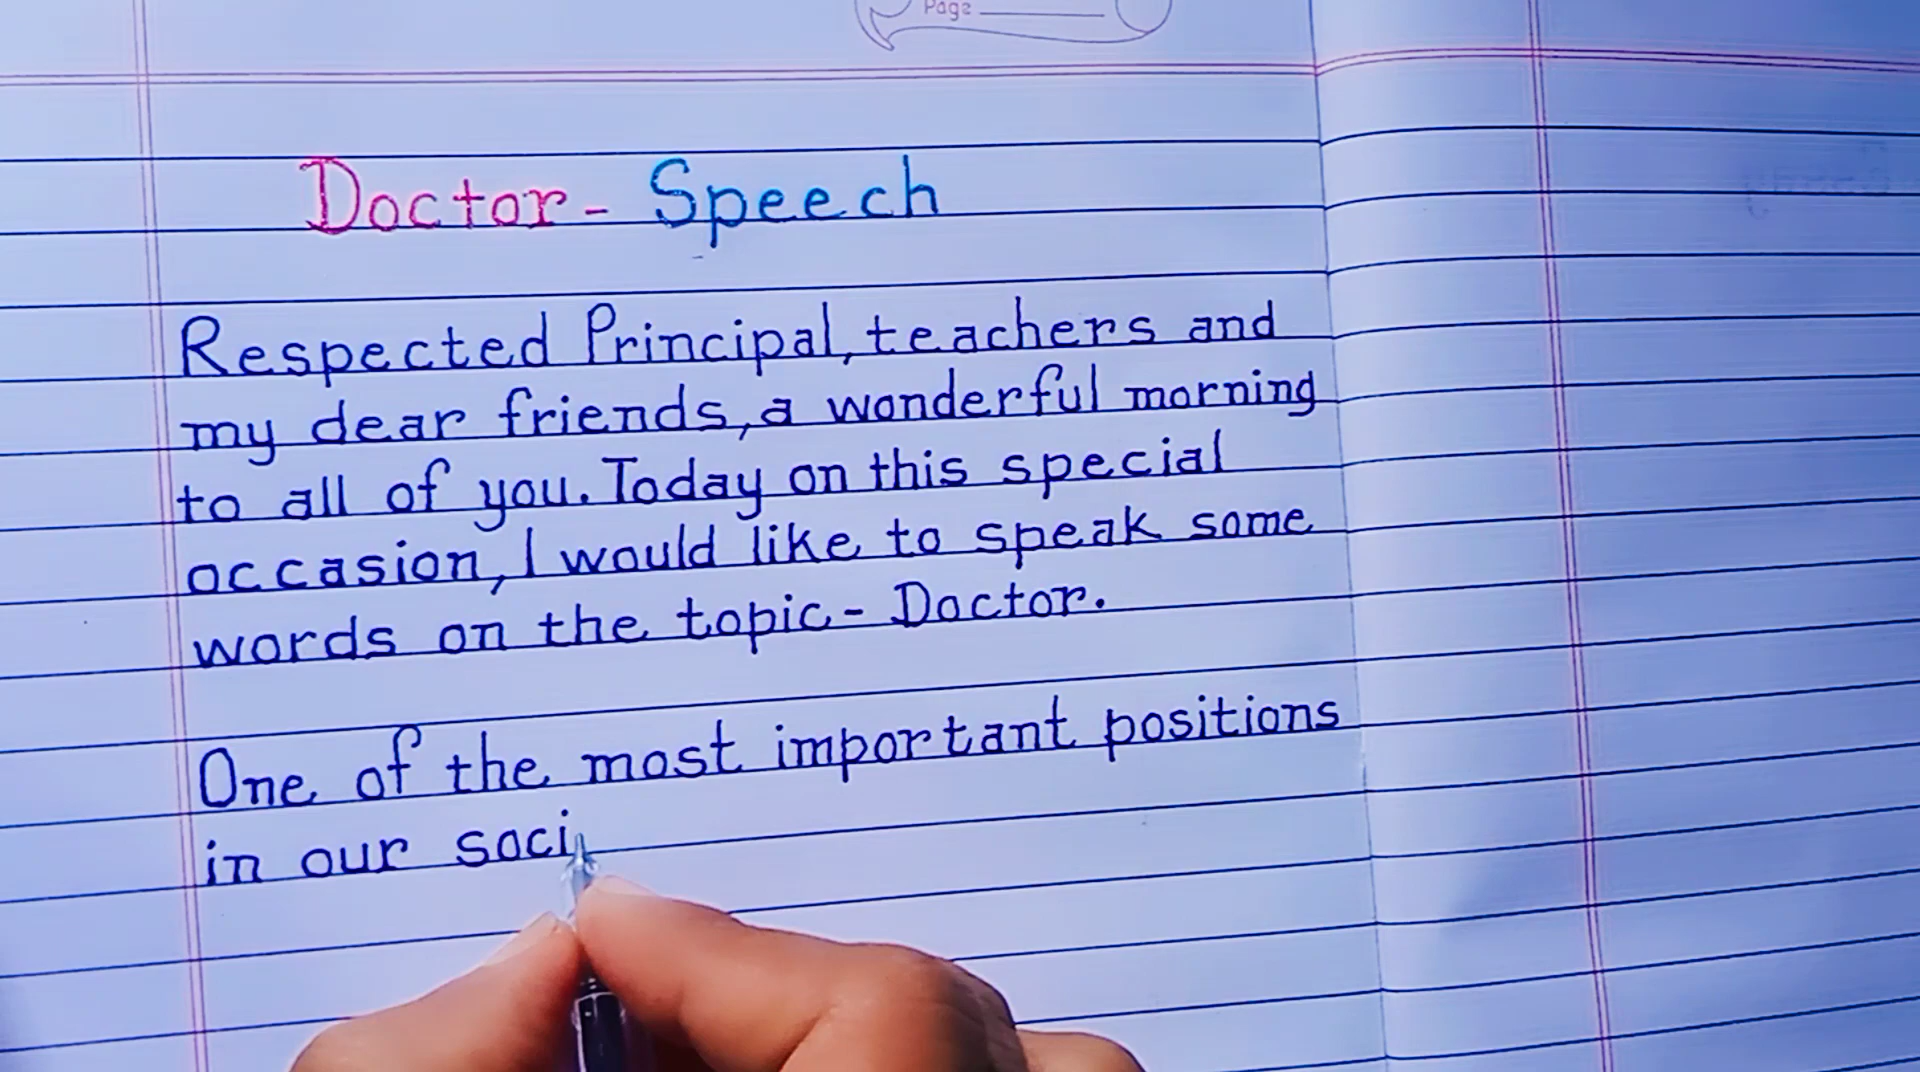 Page
Doctor - Speech
Respected Principal, teachers and
my dear friends, a wonderful morning
to all of you. Today on this special
occasion, I would like to speak some
words on the topic - Doctor.
One of the most important positions
in our soci